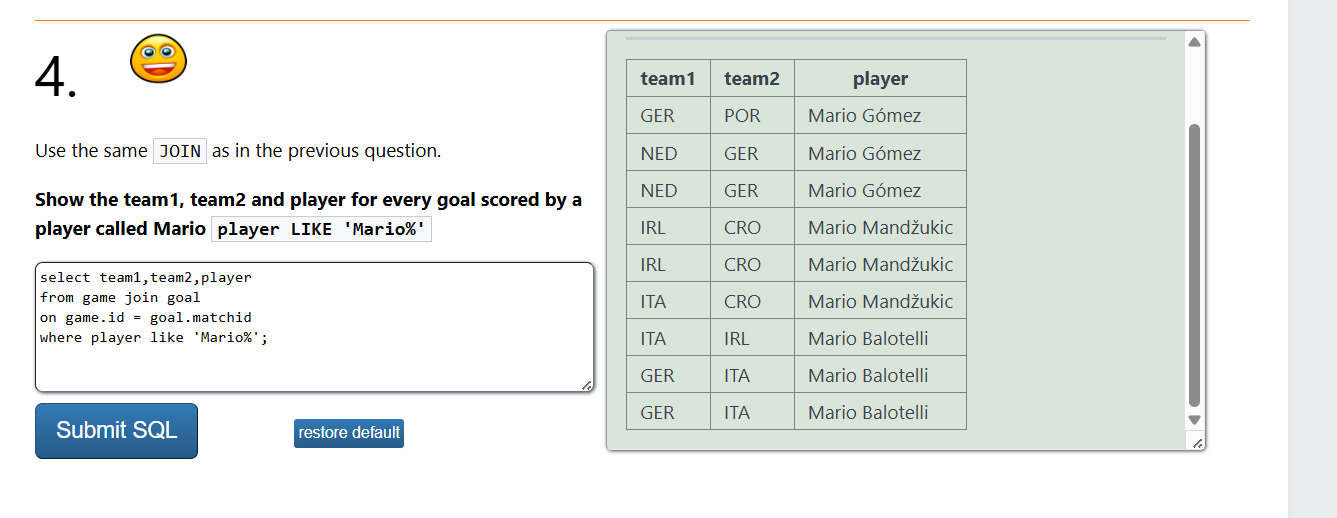 4.
Use the same JOIN as in the previous question.
Show the team1, team2 and player for every goal scored by a
player called Mario player LIKE 'Mario%'
select team1,team2,player
from game join goal
on game.id = goal.matchid
where player like 'Mario%';
Submit SQL
restore default
team1 team2 player
GER POR Mario Gómez
NED GER Mario Gómez
NED GER Mario Gómez
IRL CRO Mario Mandžukic
IRL CRO Mario Mandžukic
ITA CRO Mario Mandžukic
ITA IRL Mario Balotelli
GER ITA Mario Balotelli
GER ITA Mario Balotelli